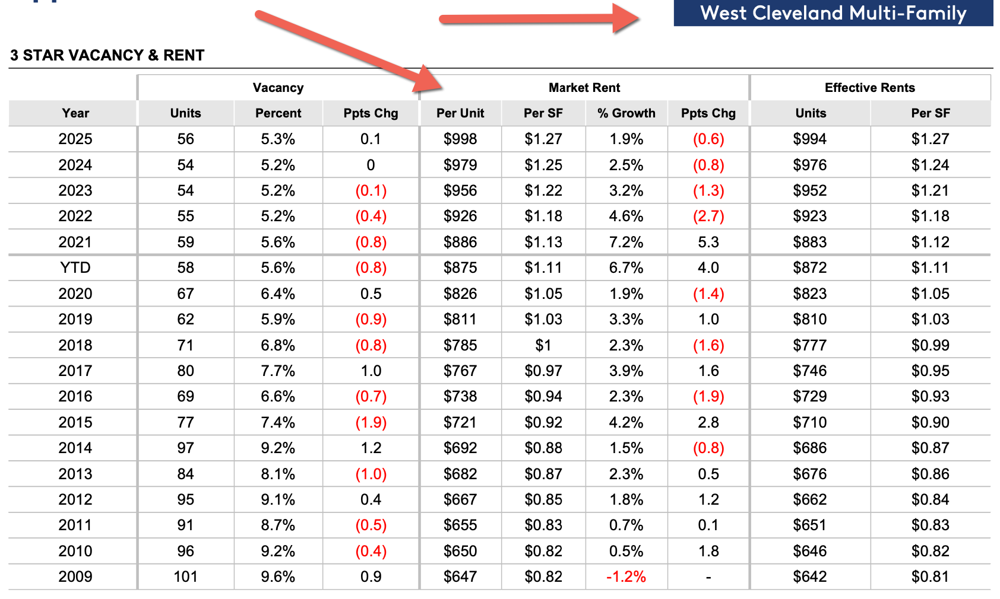 West Cleveland Multi-Family
3 STAR VACANCY & RENT
Vacancy Market Rent Effective Rents
Year Units Percent Ppts Chg Per Unit Per SF % Growth Ppts Chg Units Per SF
2025 56 5.3% 0.1 $998 $1.27 1.9% (0.6) $994 $1.27
2024 54 5.2% 0 $979 $1.25 2.5% (0.8) $976 $1.24
2023 54 5.2% (0.1) $956 $1.22 3.2% (1.3) $952 $1.21
2022 55 5.2% (0.4) $926 $1.18 4.6% (2.7) $923 $1.18
2021 59 5.6% (0.8) $886 $1.13 7.2% 5.3 $883 $1.12
YTD 58 5.6% (0.8) $875 $1.11 6.7% 4.0 $872 $1.11
2020 67 6.4% 0.5 $826 $1.05 1.9% (1.4) $823 $1.05
2019 62 5.9% (0.9) $811 $1.03 3.3% 1.0 $810 $1.03
2018 71 6.8% (0.8) $785 $1 2.3% (1.6) $777 $0.99
2017 80 7.7% 1.0 $767 $0.97 3.9% 1.6 $746 $0.95
2016 69 6.6% (0.7) $738 $0.94 2.3% (1.9) $729 $0.93
2015 77 7.4% (1.9) $721 $0.92 4.2% 2.8 $710 $0.90
2014 97 9.2% 1.2 $692 $0.88 1.5% (0.8) $686 $0.87
2013 84 8.1% (1.0) $682 $0.87 2.3% 0.5 $676 $0.86
2012 95 9.1% 0.4 $667 $0.85 1.8% 1.2 $662 $0.84
2011 91 8.7% (0.5) $655 $0.83 0.7% 0.1 $651 $0.83
2010 96 9.2% (0.4) $650 $0.82 0.5% 1.8 $646 $0.82
2009 101 9.6% 0.9 $647 $0.82 -1.2% - $642 $0.81